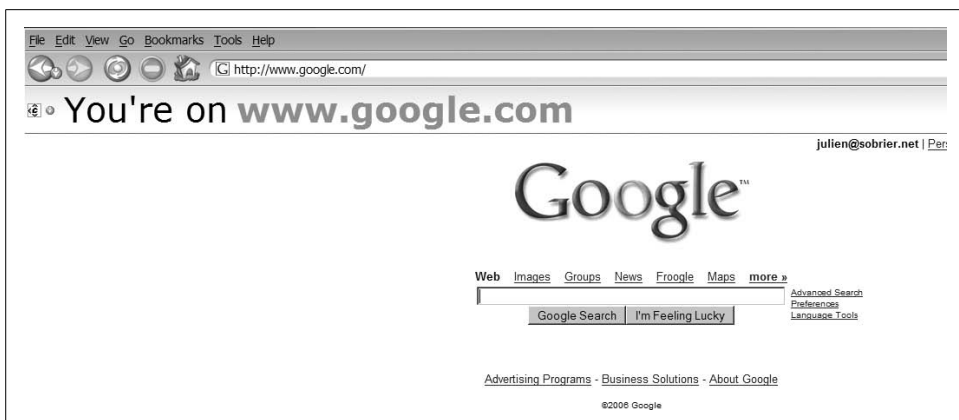 File Edit View Go Bookmarks Tools Help
G http://www.google.com/
You're on www.google.com
julien@sobrier.net | Pers
Google™
Web Images Groups News Froogle Maps more »
Advanced Search
Preferences
Language Tools
Google Search I'm Feeling Lucky
Advertising Programs - Business Solutions - About Google
©2006 Google